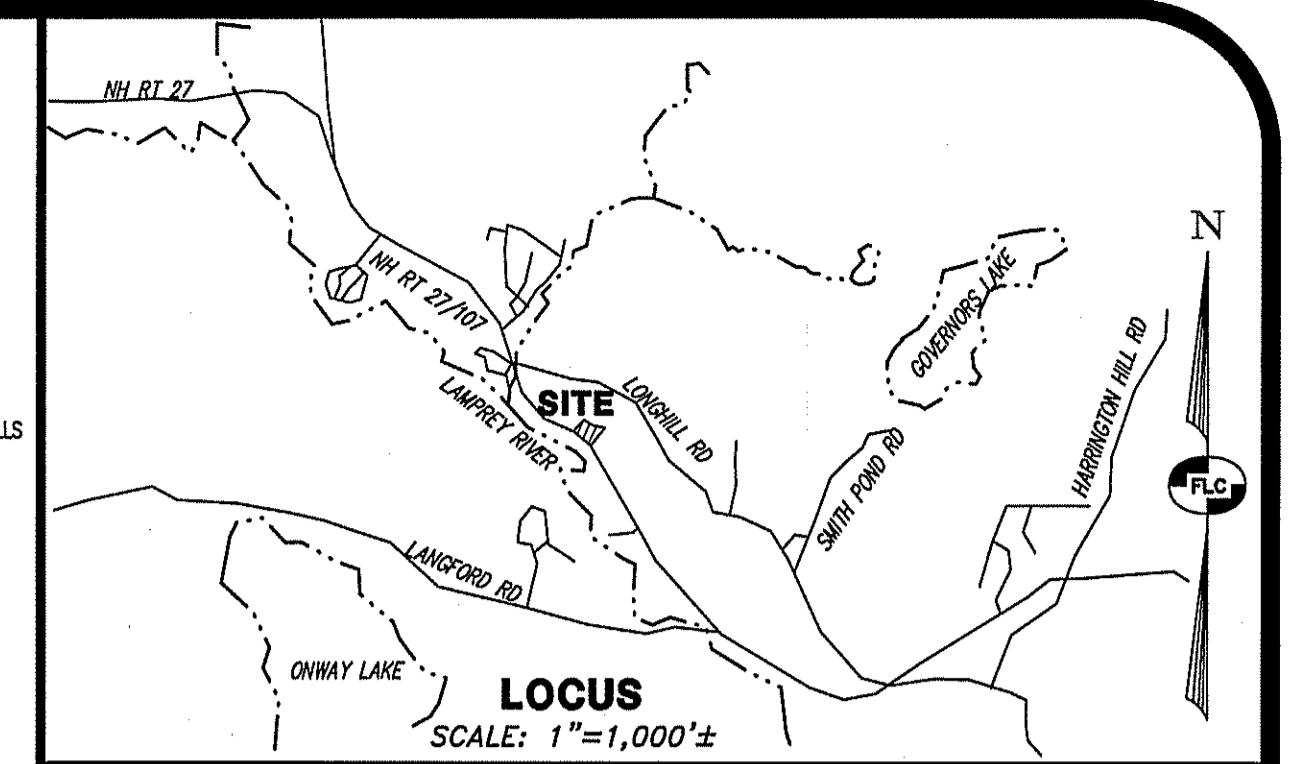 NH RT 27
N
NH RT 27/107
GOVERNORS LAKE
HARRINGTON HILL RD
LONGHILL RD
SITE
LAMPREY RIVER
LLS
SMITH POND RD
FLC
LANGFORD RD
ONWAY LAKE
LOCUS
SCALE: 1"=1,000'±